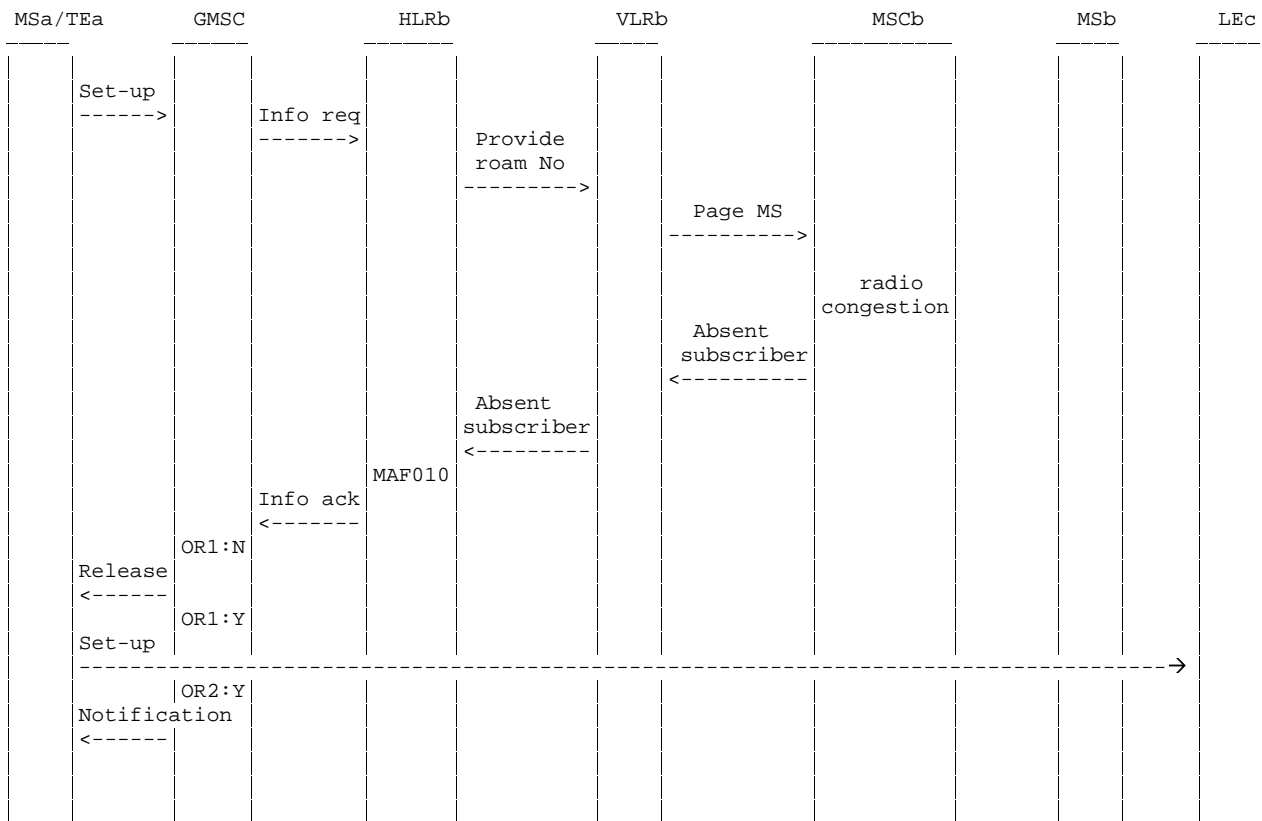 MSa/TEa GMSC HLRb VLRb MSCb MSb LEc
Set-up
------> Info req
-------> Provide
roam No
--------->
Page MS
---------->
radio
congestion
Absent
subscriber
<----------
Absent
subscriber
<---------
MAF010
Info ack
<-------
OR1:N
Release
<------
OR1:Y
Set-up
--------------------------------------------------------------------------------------->
OR2:Y
Notification
<------